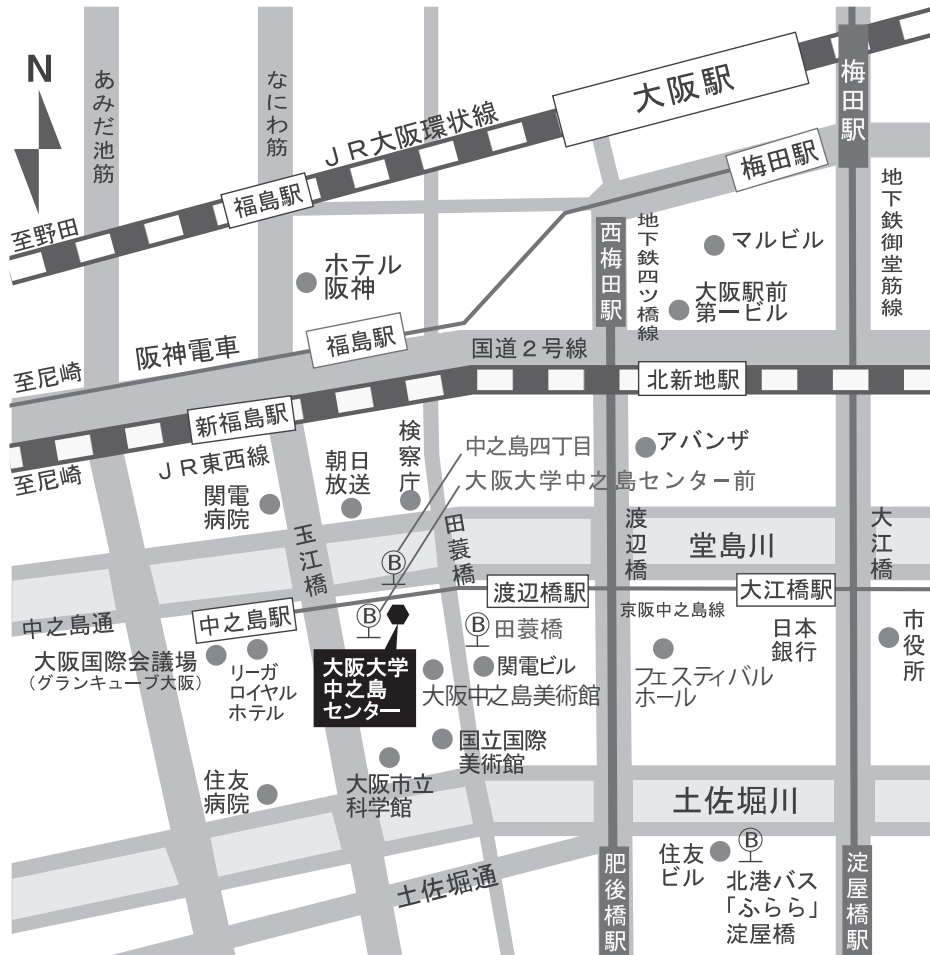 N
あみだ池筋
なにわ筋
JR大阪環状線
大阪駅
梅田駅
梅田駅
福島駅
至野田
地下鉄御堂筋線
西梅田駅
地下鉄四ツ橋線
マルビル
ホテル
阪神
大阪駅前
第一ビル
福島駅
阪神電車
国道2号線
至尼崎
北新地駅
新福島駅
至尼崎
JR東西線
関電
病院
朝日
放送
検察庁
中之島四丁目
大阪大学中之島センター前
アバンザ
玉江橋
田蓑橋
渡辺橋
堂島川
大江橋
B
中之島駅
渡辺橋駅
大江橋駅
京阪中之島線
中之島通
B
B
田蓑橋
日本
銀行
市役所
大阪国際会議場
(グランキューブ大阪)
リーガ
ロイヤル
ホテル
大阪大学
中之島
センター
関電ビル
大阪中之島美術館
フェスティバル
ホール
国立国際
美術館
大阪市立
科学館
住友
病院
土佐堀川
土佐堀通
肥後橋駅
住友
ビル
B
北港バス
「ふらら」
淀屋橋
淀屋橋駅